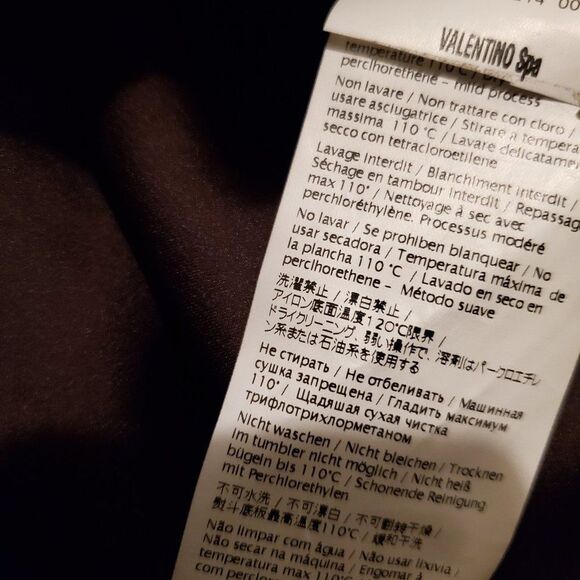 VALENTINO Spa
temperature 110°C / Dry
perclhorethene - mild process
Non lavare / Non trattare con cloro /
usare asciugatrice / Stirare a tempera
massima 110 °C / Lavare delicatame
secco con tetracloroetilene
Lavage Interdit / Blanchiment interdit /
Séchage en tambour interdit / Repassag
max 110° / Nettoyage à sec avec
perchloréthylène. Processus modéré
No lavar / Se prohiben blanquear / No
usar secadora / Temperatura máxima de
la plancha 110 °C / Lavado en seco en
perclhorethene - Método suave
洗濯禁止 / 漂白禁止 /
アイロン底面温度120℃限界 /
ドライクリーニング、弱い操作で、溶剤はパークロエチレ
ン系または石油系を使用する
Не стирать / Не отбеливать / Машинная
сушка запрещена / Гладить максимум
110° / Щадяшая сухая чистка
трифлотрихлорметаном
Nicht waschen / Nicht bleichen / Trocknen
im tumbler nicht möglich / Nicht heiß
bügeln bis 110°C / Schonende Reinigung
mit Perchlorethylen
不可水洗 / 不可漂白 / 不可翻转干燥 /
熨斗底板最高温度110℃ / 缓和干洗
Não limpar com água / Não usar lixivia /
Não secar na máquina / Engomar à
temperatura max 110°
com perclore